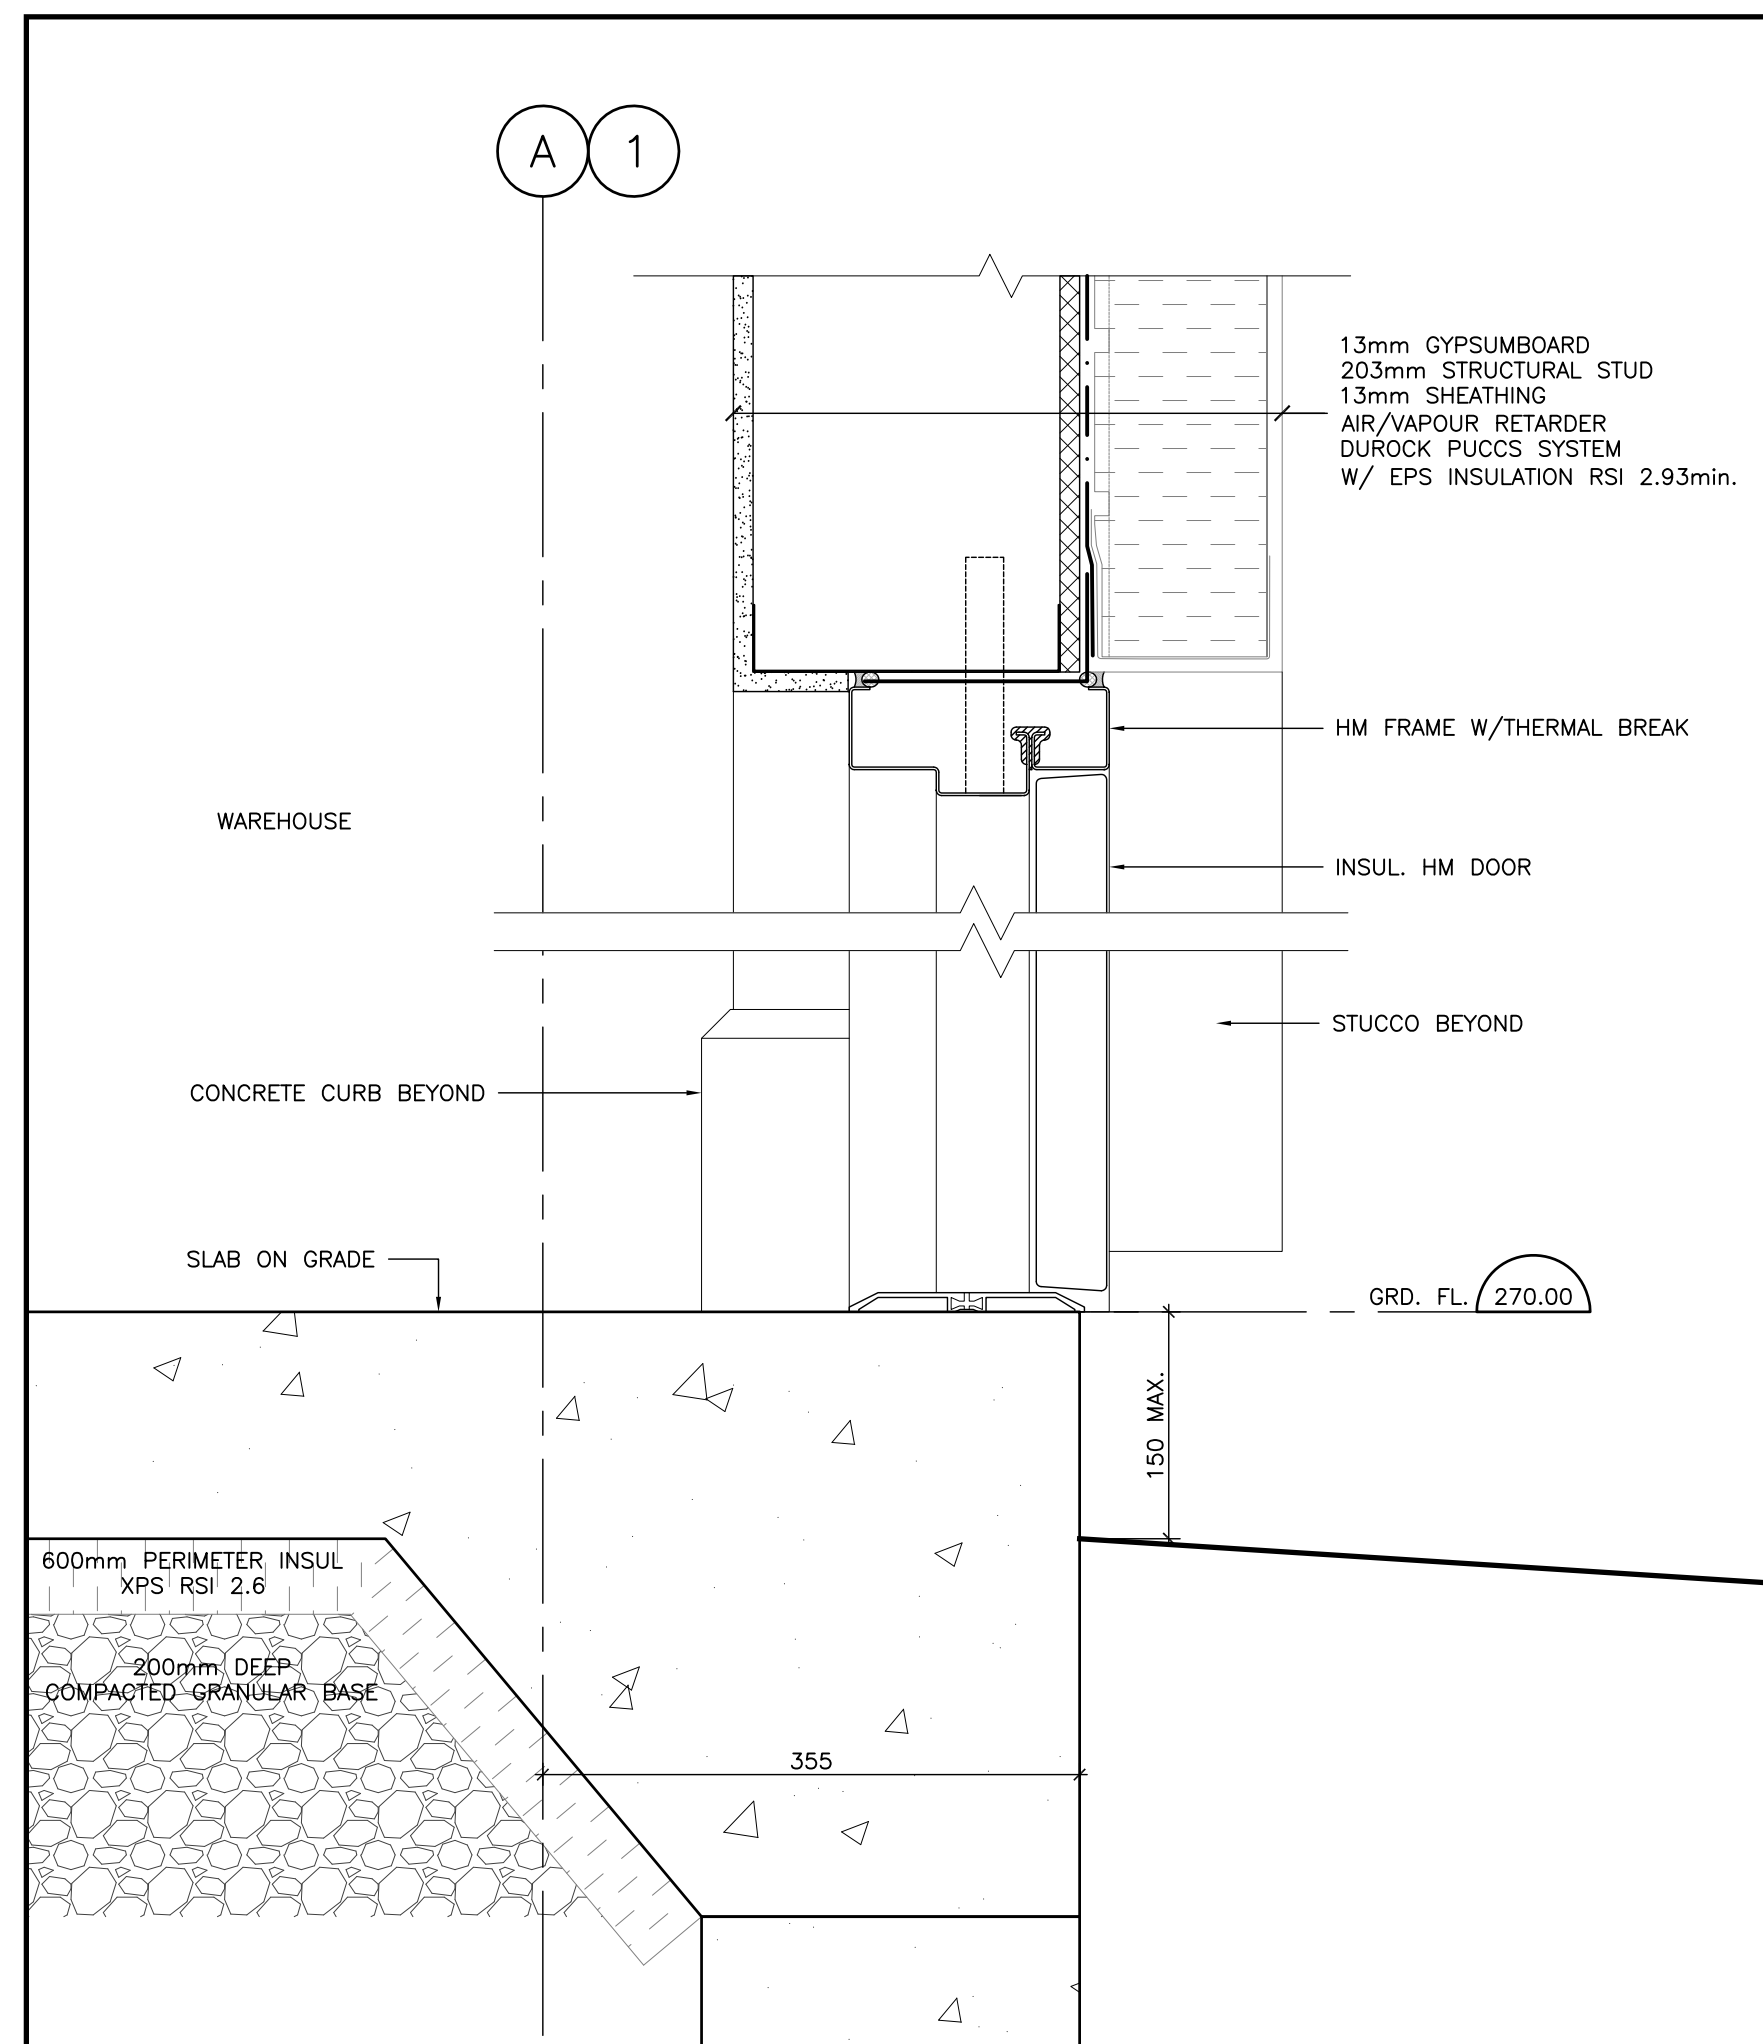 A 1
13mm GYPSUMBOARD
203mm STRUCTURAL STUD
13mm SHEATHING
AIR/VAPOUR RETARDER
DUROCK PUCCS SYSTEM
W/ EPS INSULATION RSI 2.93min.
HM FRAME W/THERMAL BREAK
WAREHOUSE
INSUL. HM DOOR
STUCCO BEYOND
CONCRETE CURB BEYOND
SLAB ON GRADE
GRD. FL. 270.00
150 MAX.
600mm PERIMETER INSUL
XPS RSI 2.6
200mm DEEP
COMPACTED GRANULAR BASE
355